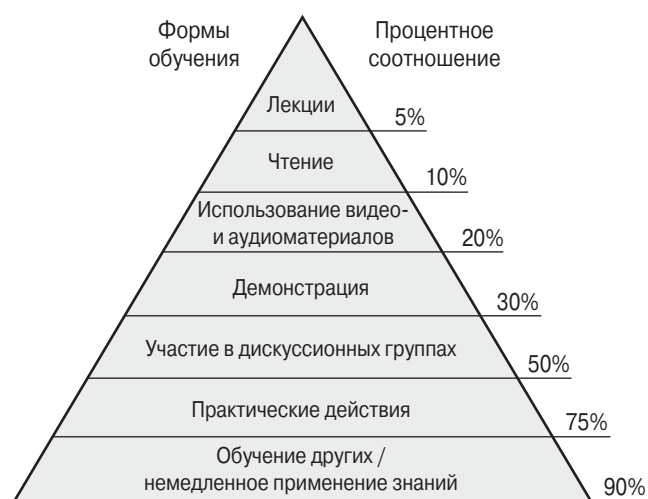 Формы
обучения
Процентное
соотношение
Лекции
5%
Чтение
10%
Использование видео-
и аудиоматериалов
20%
Демонстрация
30%
Участие в дискуссионных группах
50%
Практические действия
75%
Обучение других /
немедленное применение знаний
90%